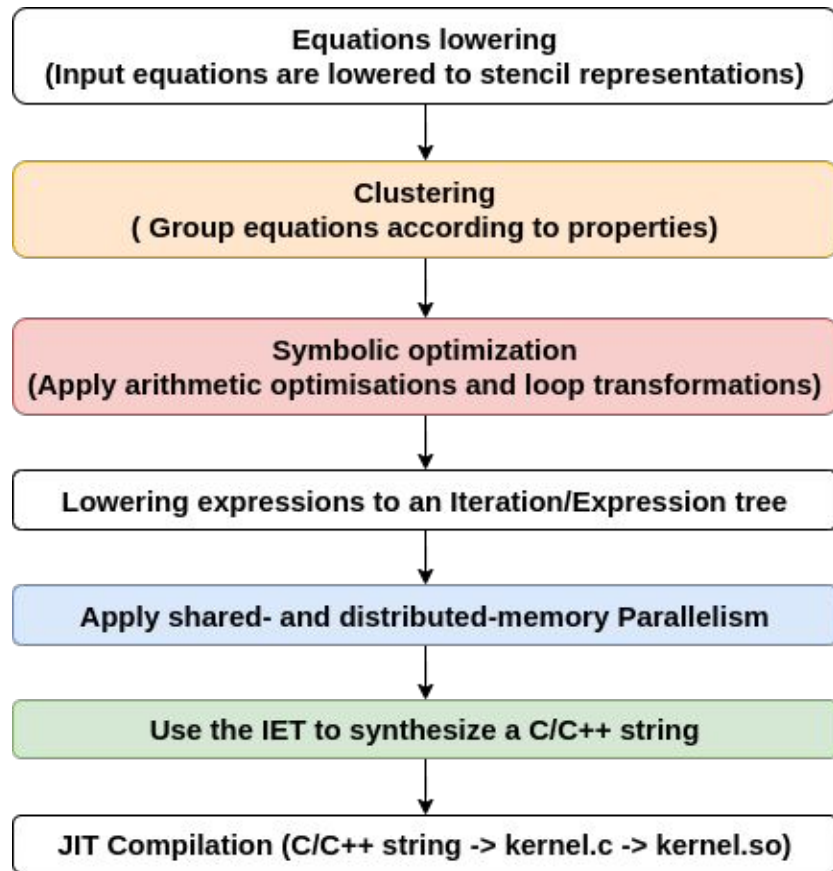 Equations lowering
(Input equations are lowered to stencil representations)
Clustering
( Group equations according to properties)
Symbolic optimization
(Apply arithmetic optimisations and loop transformations)
Lowering expressions to an Iteration/Expression tree
Apply shared- and distributed-memory Parallelism
Use the IET to synthesize a C/C++ string
JIT Compilation (C/C++ string -> kernel.c -> kernel.so)